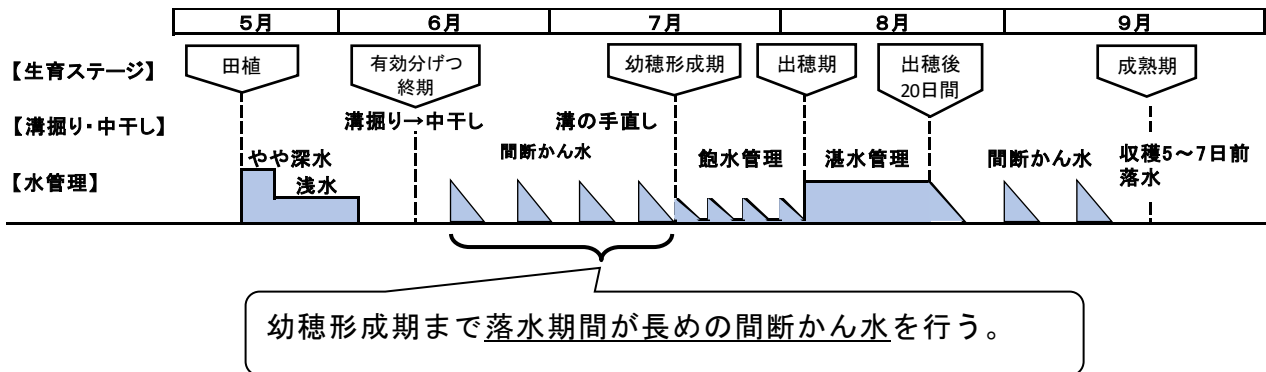 5月 6月 7月 8月 9月
【生育ステージ】
田植
有効分げつ
終期
幼穂形成期
出穂期
出穂後
20日間
成熟期
【溝掘り・中干し】
溝掘り→中干し
溝の手直し
【水管理】
やや深水
浅水
間断かん水
飽水管理
湛水管理
間断かん水
収穫5～7日前
落水
幼穂形成期まで落水期間が長めの間断かん水を行う。